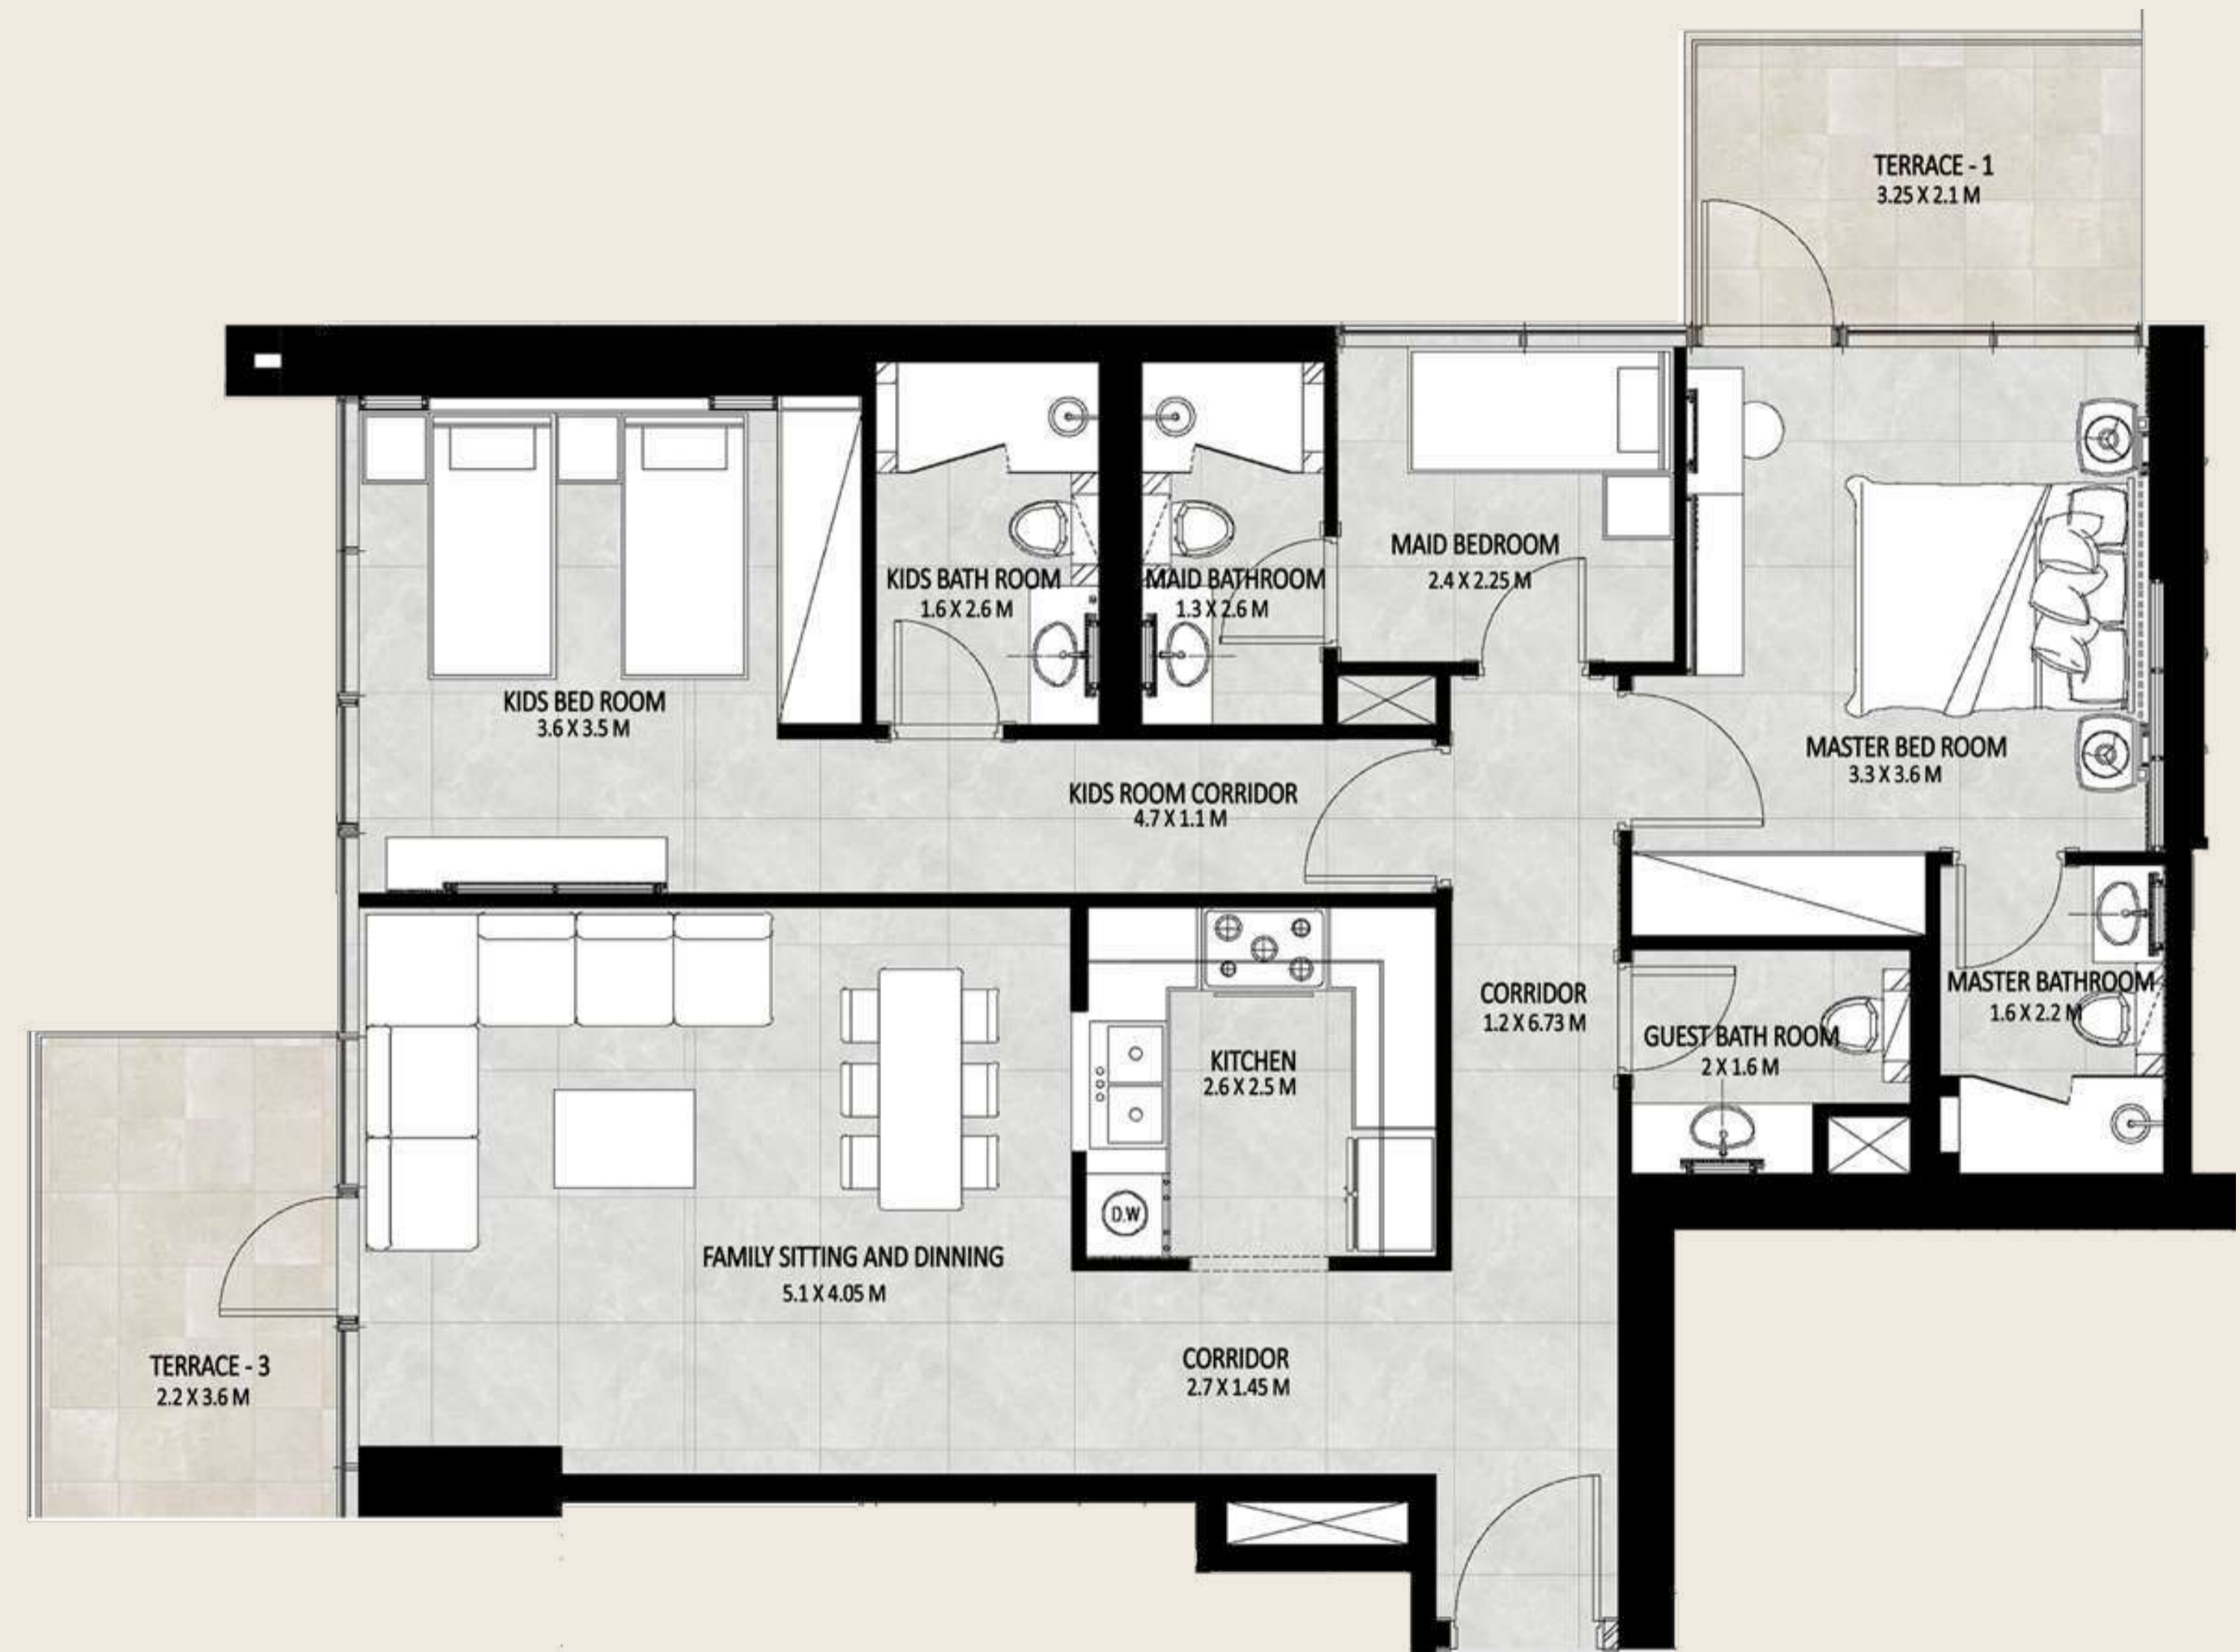 TERRACE - 1
3.25 X 2.1 M
MAID BEDROOM
2.4 X 2.25 M
KIDS BATH ROOM
1.6 X 2.6 M
MAID BATHROOM
1.3 X 2.6 M
KIDS BED ROOM
3.6 X 3.5 M
MASTER BED ROOM
3.3 X 3.6 M
KIDS ROOM CORRIDOR
4.7 X 1.1 M
MASTER BATHROOM
1.6 X 2.2 M
CORRIDOR
1.2 X 6.73 M
GUEST BATH ROOM
2 X 1.6 M
KITCHEN
2.6 X 2.5 M
D.W
FAMILY SITTING AND DINNING
5.1 X 4.05 M
TERRACE - 3
2.2 X 3.6 M
CORRIDOR
2.7 X 1.45 M